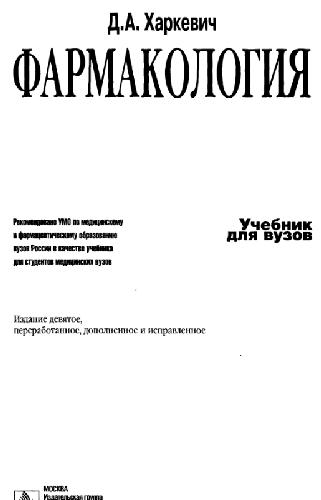 Д.А. Харкевич
ФАРМАКОЛОГИЯ
Рекомендовано УМО по медицинскому
и фармацевтическому образованию
вузов России в качестве учебника
для студентов медицинских вузов
Учебник
для вузов
Издание девятое,
переработанное, дополненное и исправленное
МОСКВА
Издательская группа